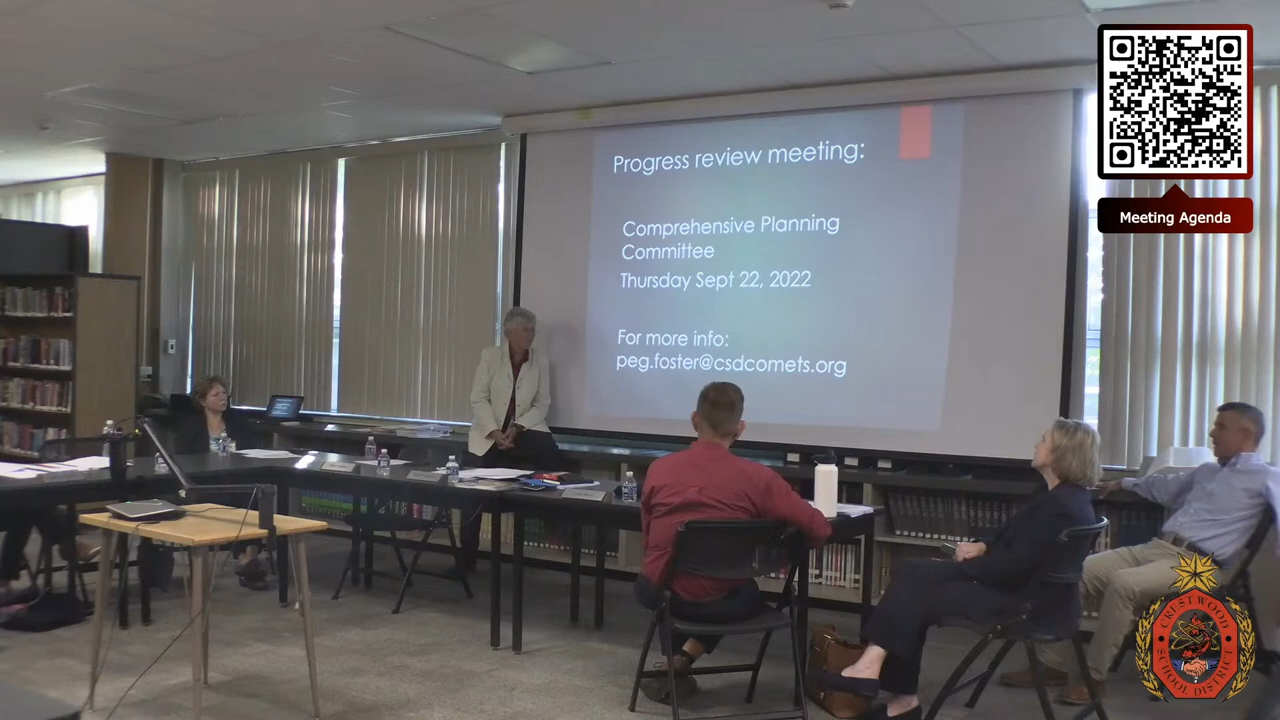 Progress review meeting:
Comprehensive Planning
Committee
Thursday Sept 22, 2022
For more info:
peg.foster@csdcomets.org
Meeting Agenda
CRESTWOOD
SCHOOL DISTRICT